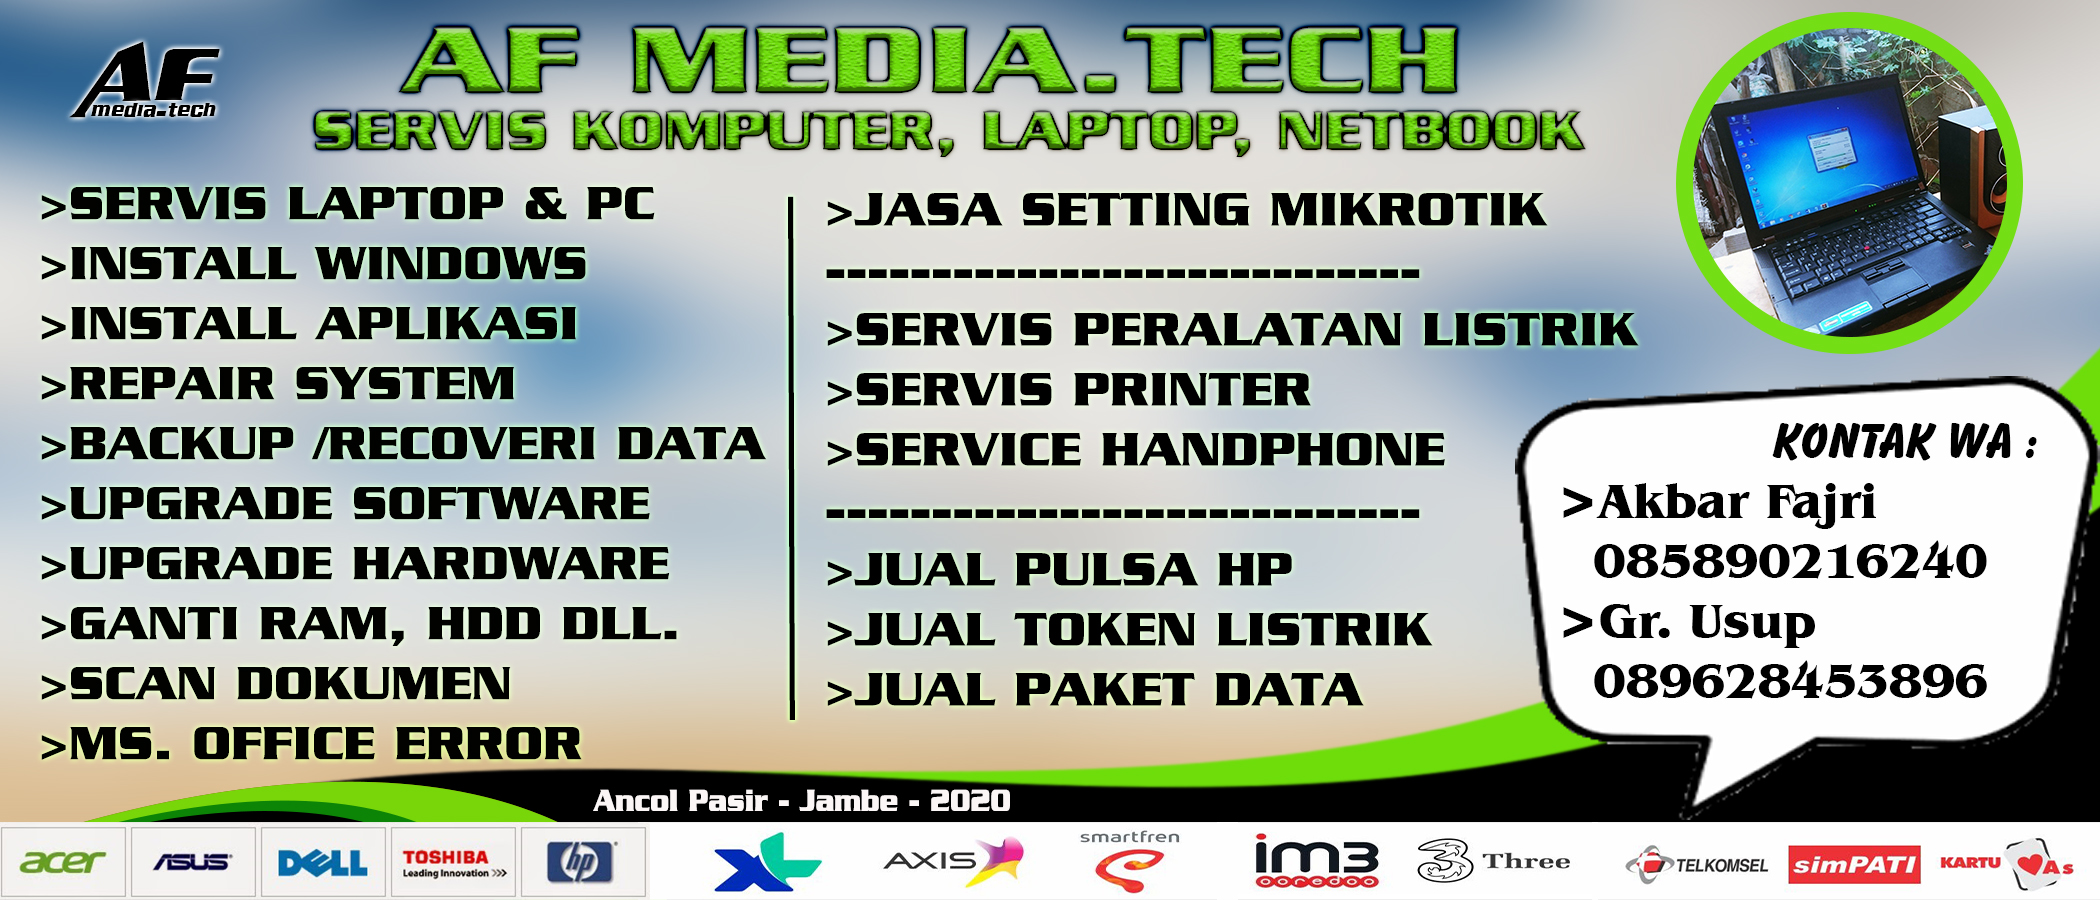 AF
media-tech
AF MEDIA.TECH
SERVIS KOMPUTER, LAPTOP, NETBOOK
>SERVIS LAPTOP & PC
>INSTALL WINDOWS
>INSTALL APLIKASI
>REPAIR SYSTEM
>BACKUP /RECOVERI DATA
>UPGRADE SOFTWARE
>UPGRADE HARDWARE
>GANTI RAM, HDD DLL.
>SCAN DOKUMEN
>MS. OFFICE ERROR
>JASA SETTING MIKROTIK
----------------------------
>SERVIS PERALATAN LISTRIK
>SERVIS PRINTER
>SERVICE HANDPHONE
----------------------------
>JUAL PULSA HP
>JUAL TOKEN LISTRIK
>JUAL PAKET DATA
KONTAK WA :
>Akbar Fajri
085890216240
>Gr. Usup
089628453896
Ancol Pasir - Jambe - 2020
acer
ASUS
DELL
TOSHIBA
Leading Innovation >>>
hp
XL
AXIS
smartfren
im3
ooredoo
3 Three
TELKOMSEL
simPATI
KARTU As